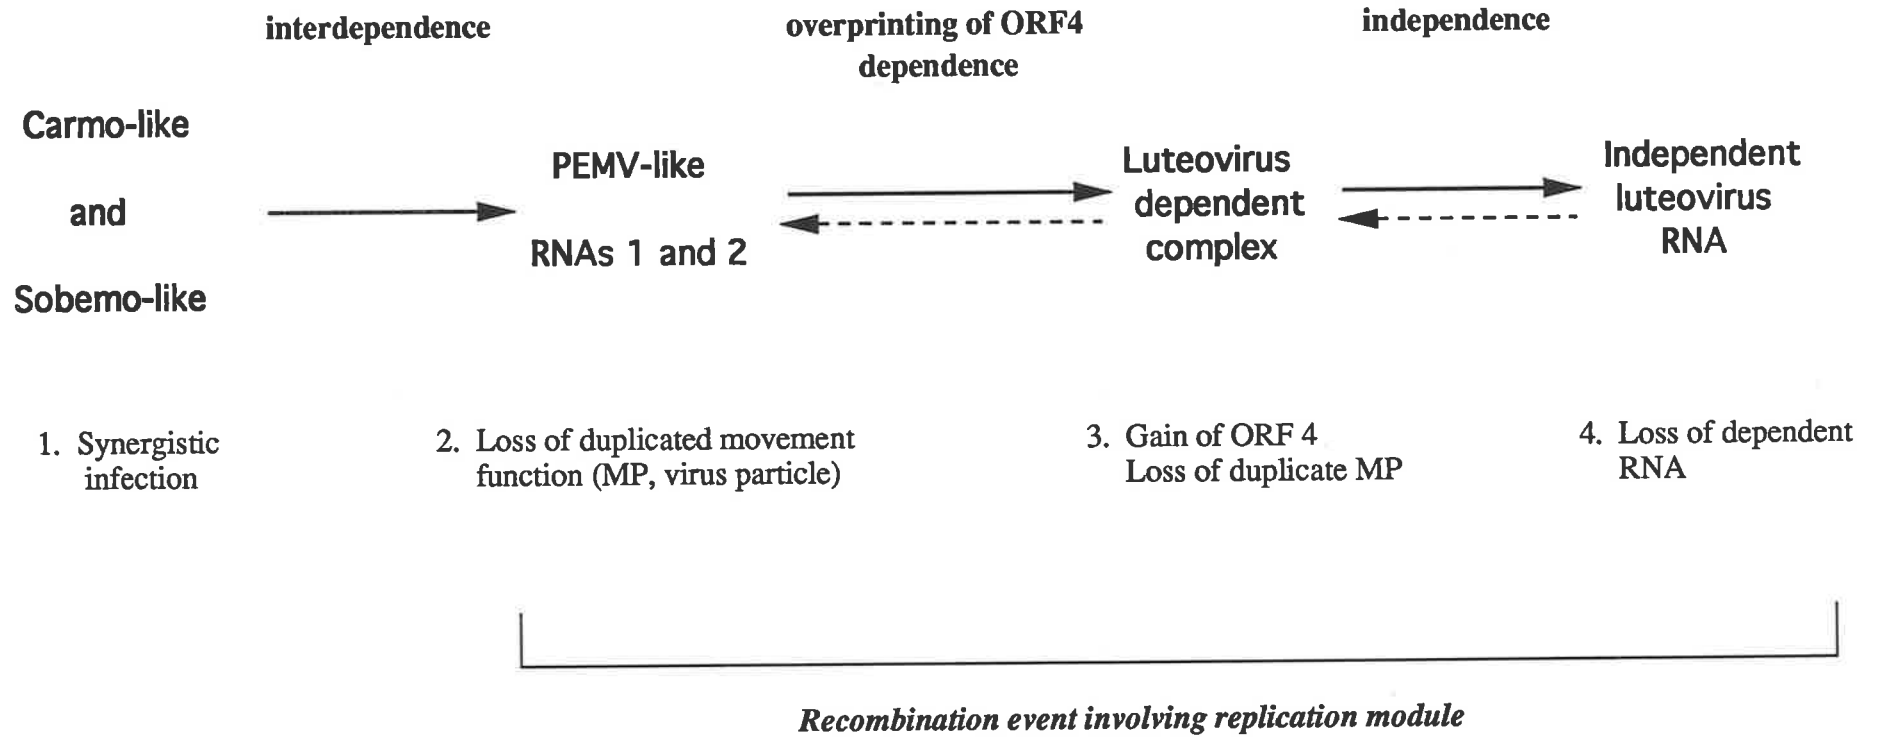 interdependence
overprinting of ORF4
dependence
independence
Carmo-like
and
Sobemo-like
PEMV-like
RNAs 1 and 2
Luteovirus
dependent
complex
Independent
luteovirus
RNA
1. Synergistic
infection
2. Loss of duplicated movement
function (MP, virus particle)
3. Gain of ORF 4
Loss of duplicate MP
4. Loss of dependent
RNA
Recombination event involving replication module